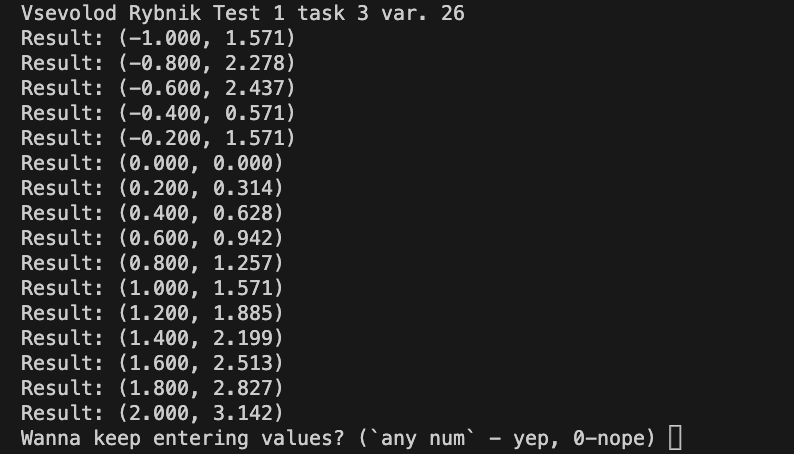 Vsevolod Rybnik Test 1 task 3 var. 26
Result: (-1.000, 1.571)
Result: (-0.800, 2.278)
Result: (-0.600, 2.437)
Result: (-0.400, 0.571)
Result: (-0.200, 1.571)
Result: (0.000, 0.000)
Result: (0.200, 0.314)
Result: (0.400, 0.628)
Result: (0.600, 0.942)
Result: (0.800, 1.257)
Result: (1.000, 1.571)
Result: (1.200, 1.885)
Result: (1.400, 2.199)
Result: (1.600, 2.513)
Result: (1.800, 2.827)
Result: (2.000, 3.142)
Wanna keep entering values? (`any num` - yep, 0-nope)